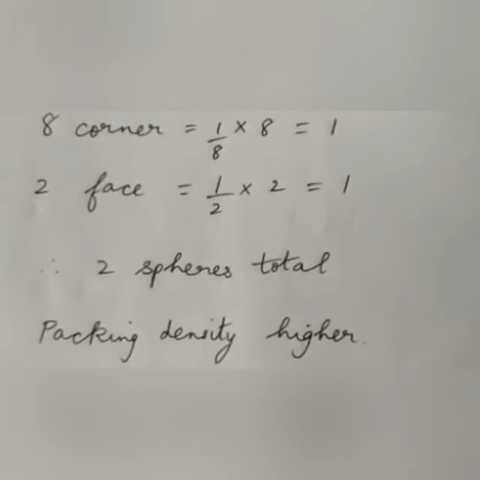 8 corner = 1/8 × 8 = 1
2 face = 1/2 × 2 = 1
∴ 2 spheres total
Packing density higher.